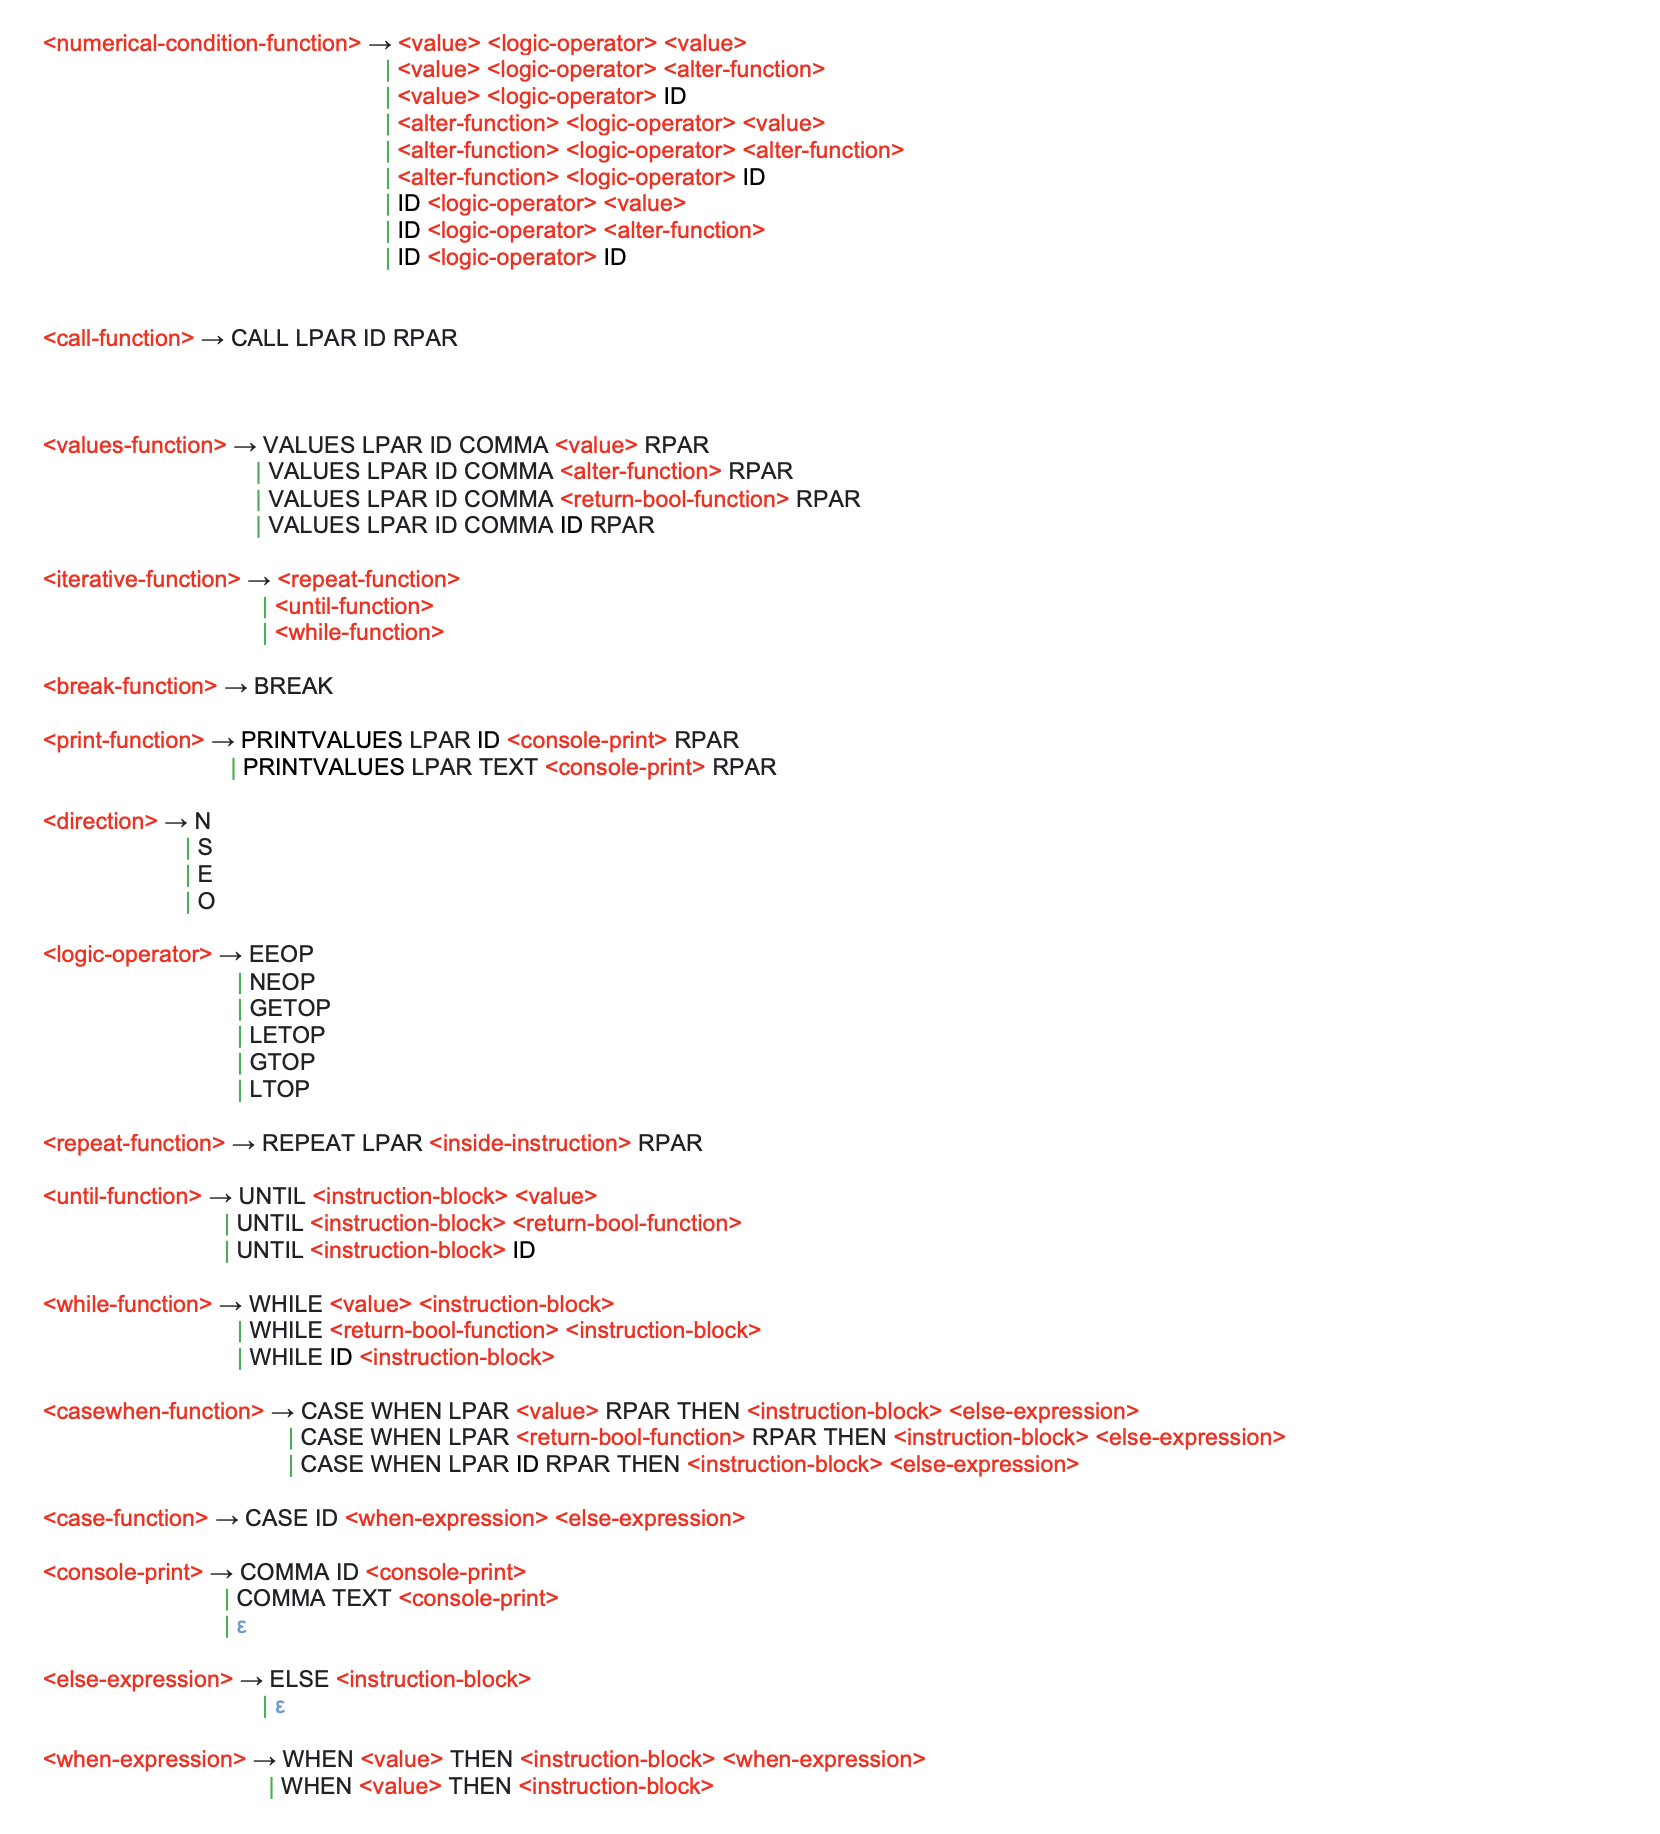 <numerical-condition-function> → <value> <logic-operator> <value>
| <value> <logic-operator> <alter-function>
| <value> <logic-operator> ID
| <alter-function> <logic-operator> <value>
| <alter-function> <logic-operator> <alter-function>
| <alter-function> <logic-operator> ID
| ID <logic-operator> <value>
| ID <logic-operator> <alter-function>
| ID <logic-operator> ID
<call-function> → CALL LPAR ID RPAR
<values-function> → VALUES LPAR ID COMMA <value> RPAR
| VALUES LPAR ID COMMA <alter-function> RPAR
| VALUES LPAR ID COMMA <return-bool-function> RPAR
| VALUES LPAR ID COMMA ID RPAR
<iterative-function> → <repeat-function>
| <until-function>
| <while-function>
<break-function> → BREAK
<print-function> → PRINTVALUES LPAR ID <console-print> RPAR
| PRINTVALUES LPAR TEXT <console-print> RPAR
<direction> → N
| S
| E
| O
<logic-operator> → EEOP
| NEOP
| GETOP
| LETOP
| GTOP
| LTOP
<repeat-function> → REPEAT LPAR <inside-instruction> RPAR
<until-function> → UNTIL <instruction-block> <value>
| UNTIL <instruction-block> <return-bool-function>
| UNTIL <instruction-block> ID
<while-function> → WHILE <value> <instruction-block>
| WHILE <return-bool-function> <instruction-block>
| WHILE ID <instruction-block>
<casewhen-function> → CASE WHEN LPAR <value> RPAR THEN <instruction-block> <else-expression>
| CASE WHEN LPAR <return-bool-function> RPAR THEN <instruction-block> <else-expression>
| CASE WHEN LPAR ID RPAR THEN <instruction-block> <else-expression>
<case-function> → CASE ID <when-expression> <else-expression>
<console-print> → COMMA ID <console-print>
| COMMA TEXT <console-print>
| ε
<else-expression> → ELSE <instruction-block>
| ε
<when-expression> → WHEN <value> THEN <instruction-block> <when-expression>
| WHEN <value> THEN <instruction-block>